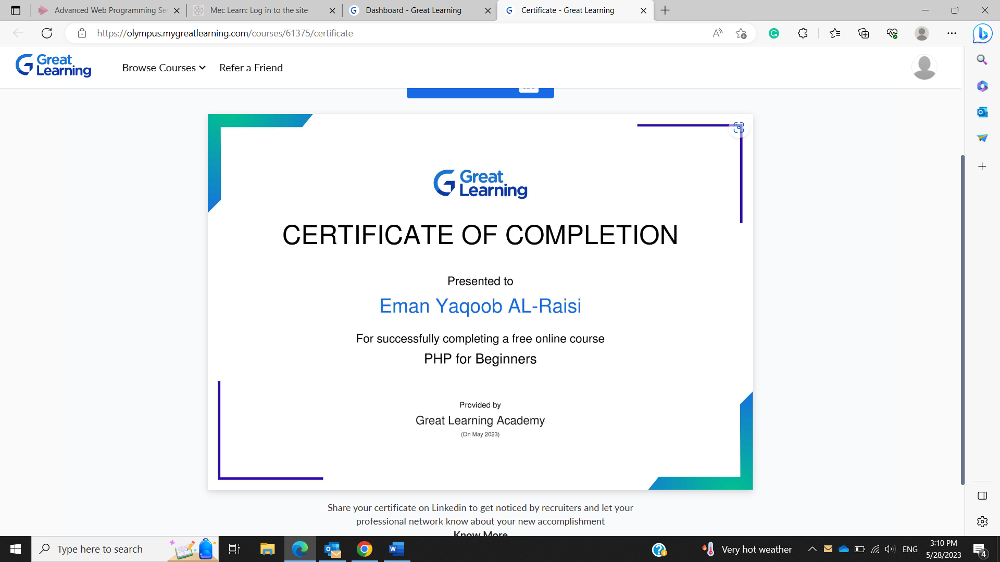 Advanced Web Programming Se
Mec Learn: Log in to the site
Dashboard - Great Learning
Certificate - Great Learning
https://olympus.mygreatlearning.com/courses/61375/certificate
Great
Learning
Browse Courses
Refer a Friend
Great
Learning
CERTIFICATE OF COMPLETION
Presented to
Eman Yaqoob AL-Raisi
For successfully completing a free online course
PHP for Beginners
Provided by
Great Learning Academy
(On May 2023)
Share your certificate on Linkedin to get noticed by recruiters and let your
professional network know about your new accomplishment
Know More
Type here to search
Very hot weather
ENG
3:10 PM
5/28/2023
4